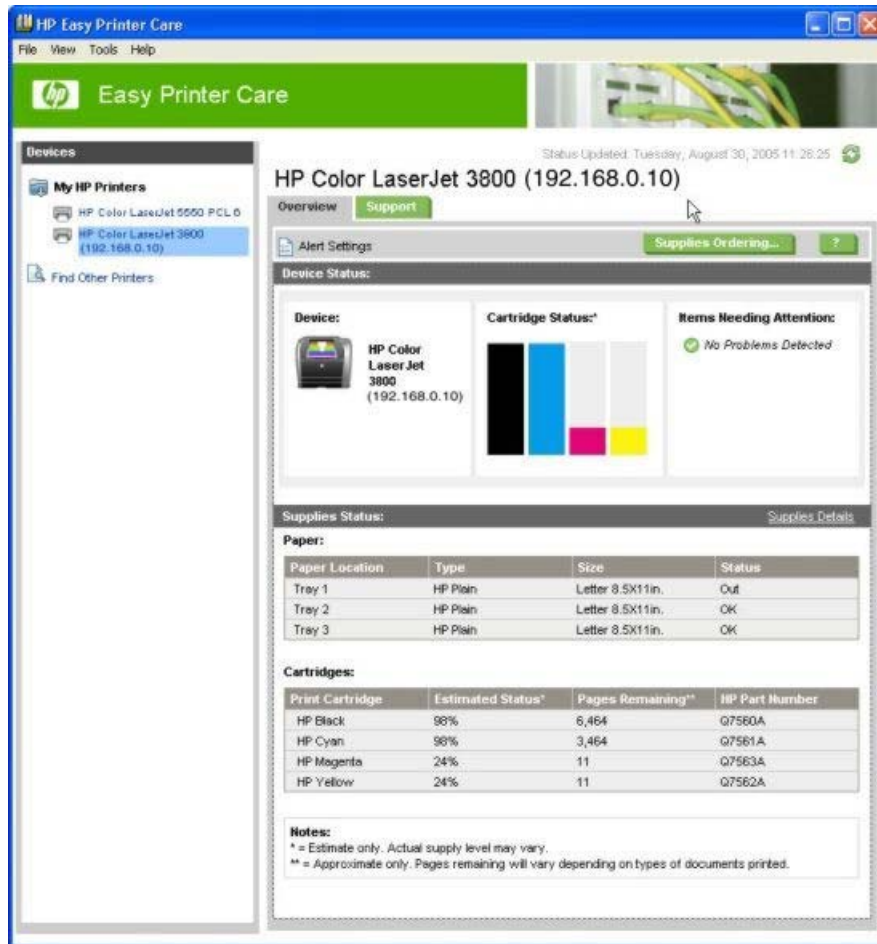 HP Easy Printer Care
File View Tools Help
hp Easy Printer Care
Devices
My HP Printers
HP Color LaserJet 5550 PCL 6
HP Color LaserJet 3800
(192.168.0.10)
Find Other Printers
Status Updated: Tuesday, August 30, 2005 11:26:25
HP Color LaserJet 3800 (192.168.0.10)
Overview Support
Alert Settings Supplies Ordering... ?
Device Status:
Device: Cartridge Status:* Items Needing Attention:
No Problems Detected
HP Color
LaserJet
3800
(192.168.0.10)
Supplies Status: Supplies Details
Paper:
Paper Location Type Size Status
Tray 1 HP Plain Letter 8.5X11in. Out
Tray 2 HP Plain Letter 8.5X11in. OK
Tray 3 HP Plain Letter 8.5X11in. OK
Cartridges:
Print Cartridge Estimated Status* Pages Remaining** HP Part Number
HP Black 98% 6,464 Q7560A
HP Cyan 98% 3,464 Q7561A
HP Magenta 24% 11 Q7563A
HP Yellow 24% 11 Q7562A
Notes:
* = Estimate only. Actual supply level may vary.
** = Approximate only. Pages remaining will vary depending on types of documents printed.